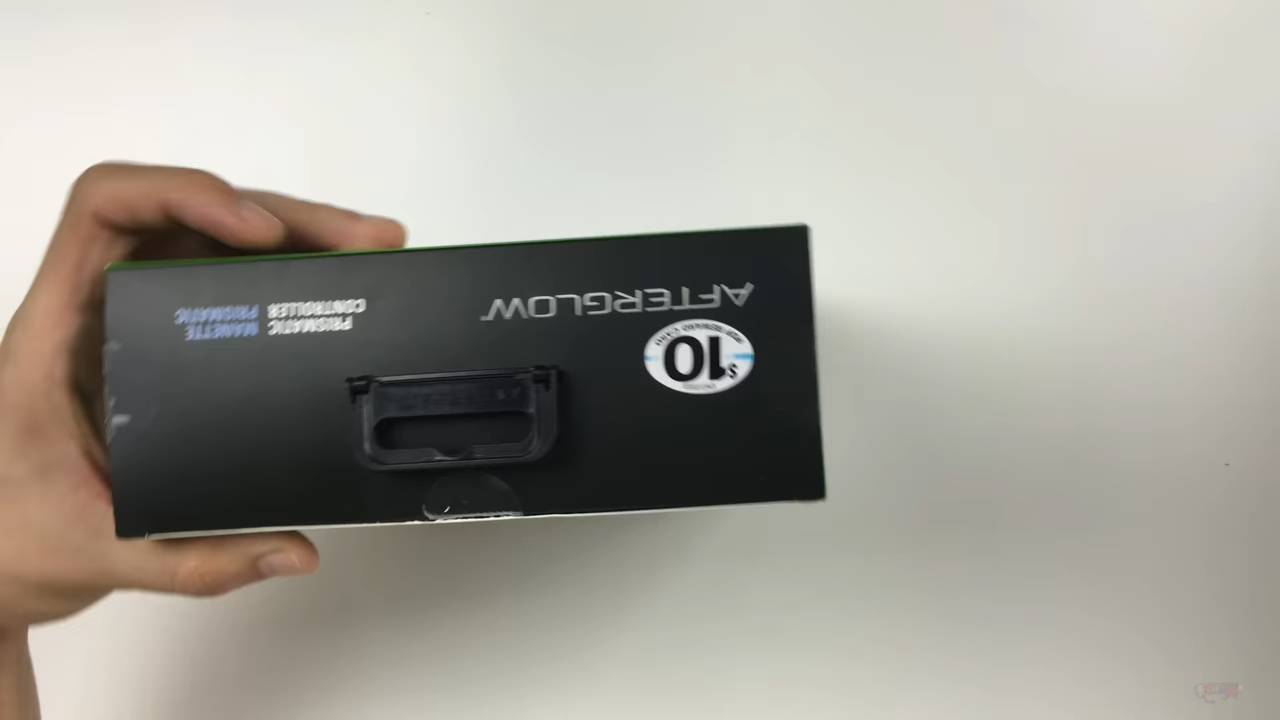 AFTERGLOW
$10
PRISMATIC
CONTROLLER
MANETTE
PRISMATIC